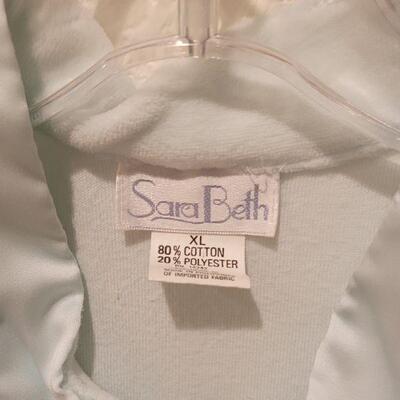 Sara Beth
XL
80% COTTON
20% POLYESTER
OF IMPORTED FABRIC